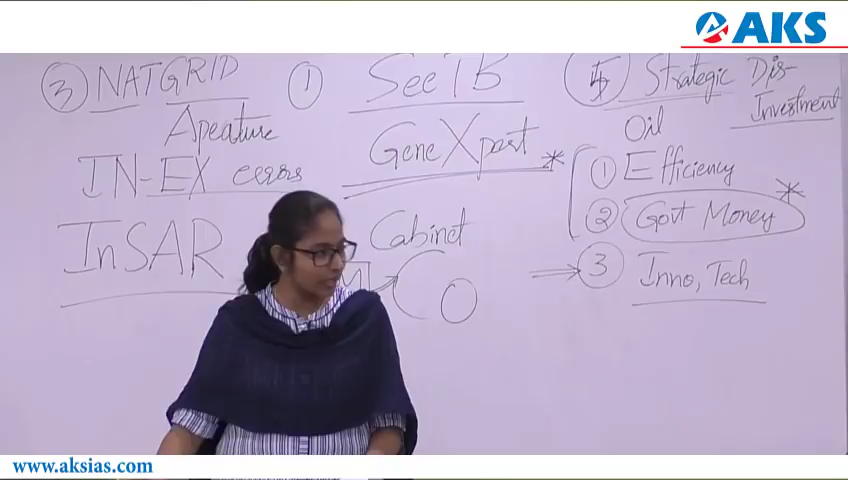 AKS
③ NATGRID
Apeature
IN-EX errors
InSAR
① See TB
GeneXpert *
Cabinet
Strategic Dis-
Investment
Oil
① Efficiency
② Govt Money *
⇒ ③ Inno, Tech
www.aksias.com